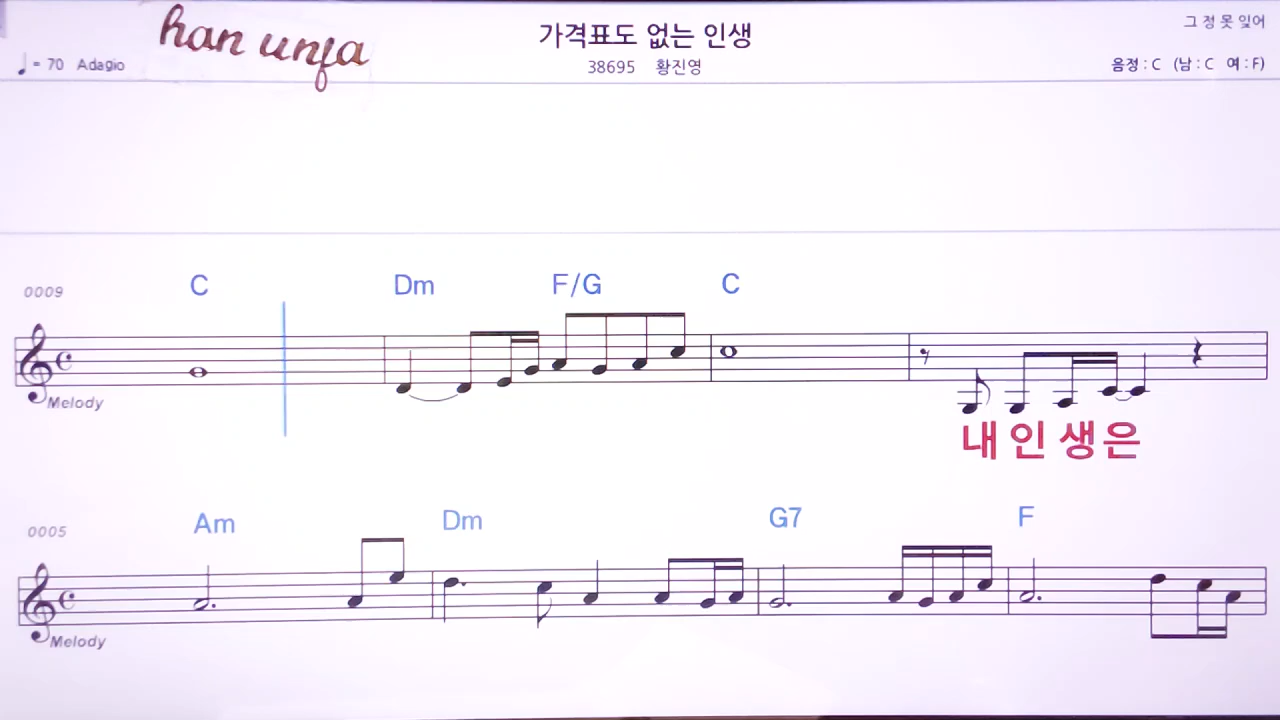 han unfa
가격표도 없는 인생
그 정 못 잊어
♩ = 70 Adagio
38695 황진영
음정 : C (남 : C 여 : F)
0009
C Dm F/G C
Melody
내 인 생 은
0005
Am Dm G7 F
Melody